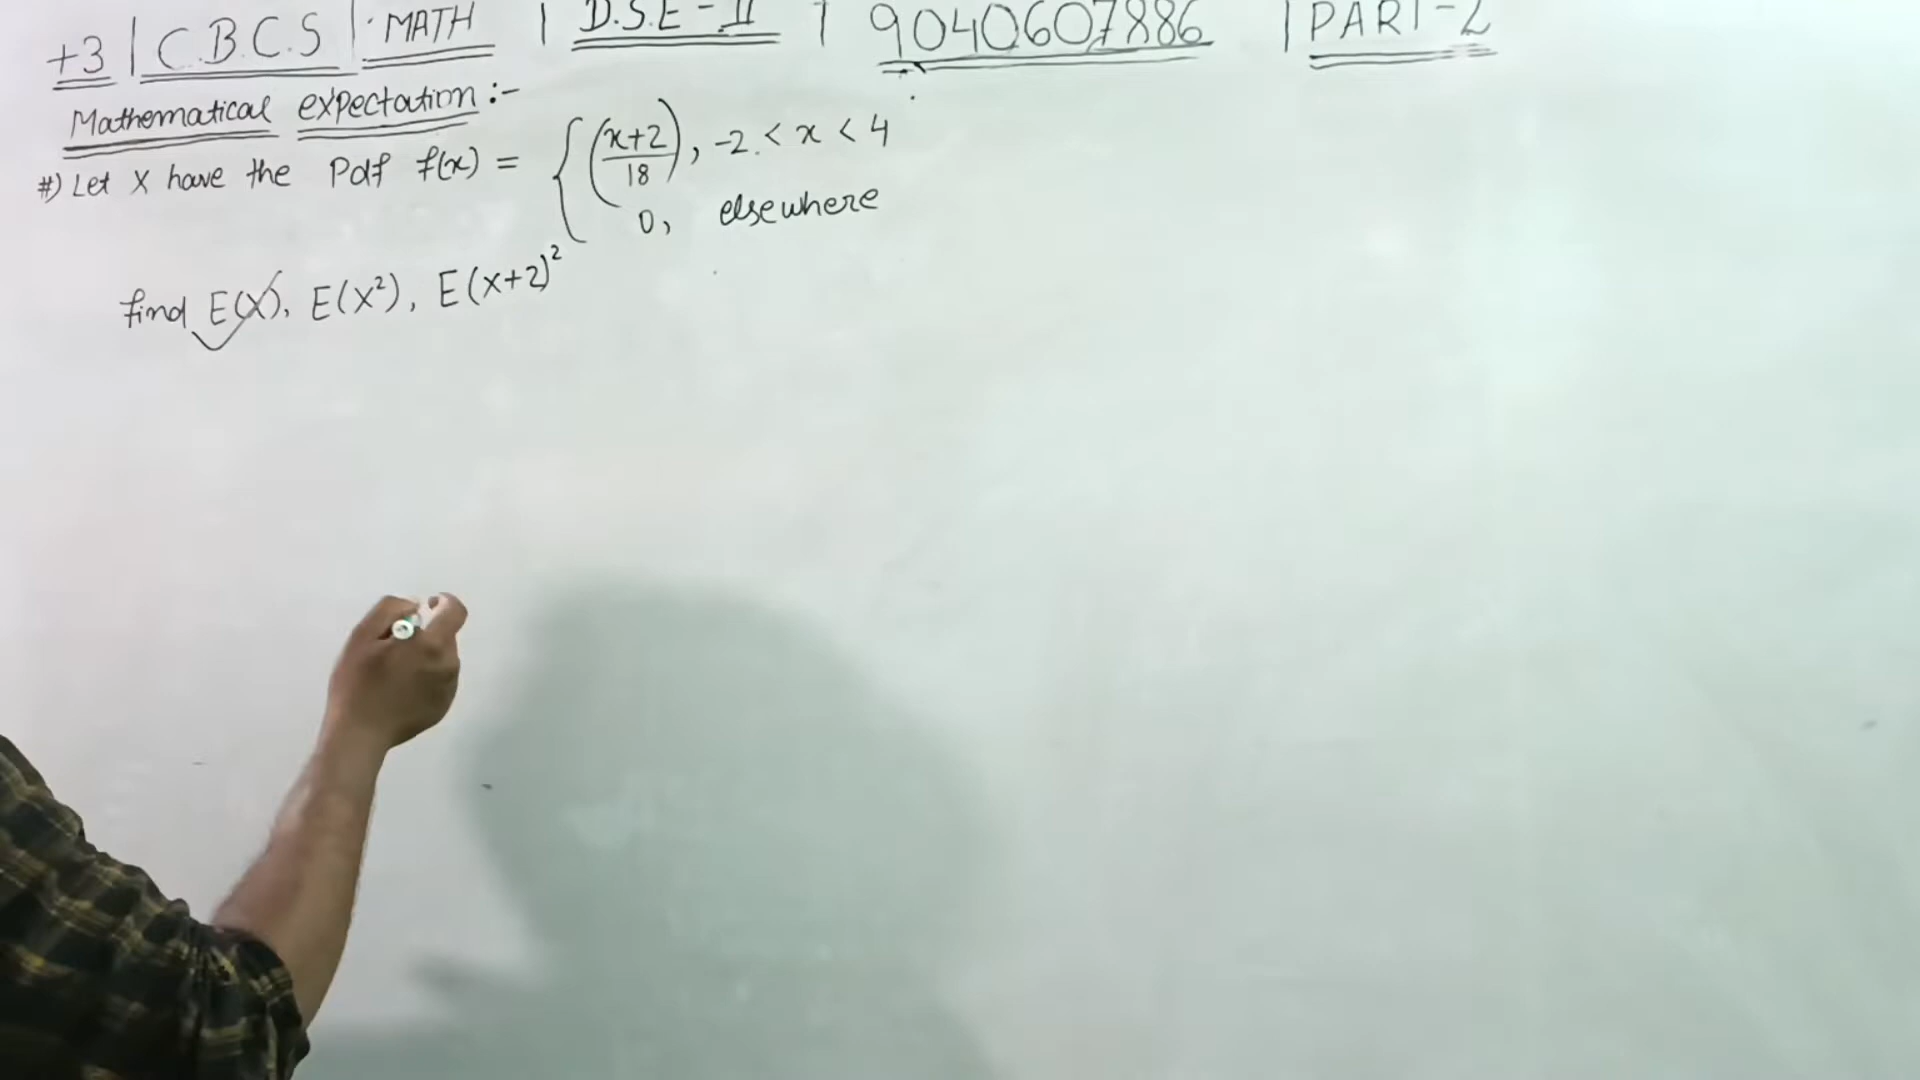 +3 | C.B.C.S | MATH | D.S.E - II | 9040607886 | PART-2
Mathematical expectation :-
#) Let X have the Pdf f(x) = { (x+2)/18, -2 < x < 4
0, elsewhere
find E(X), E(X²), E(X+2)²